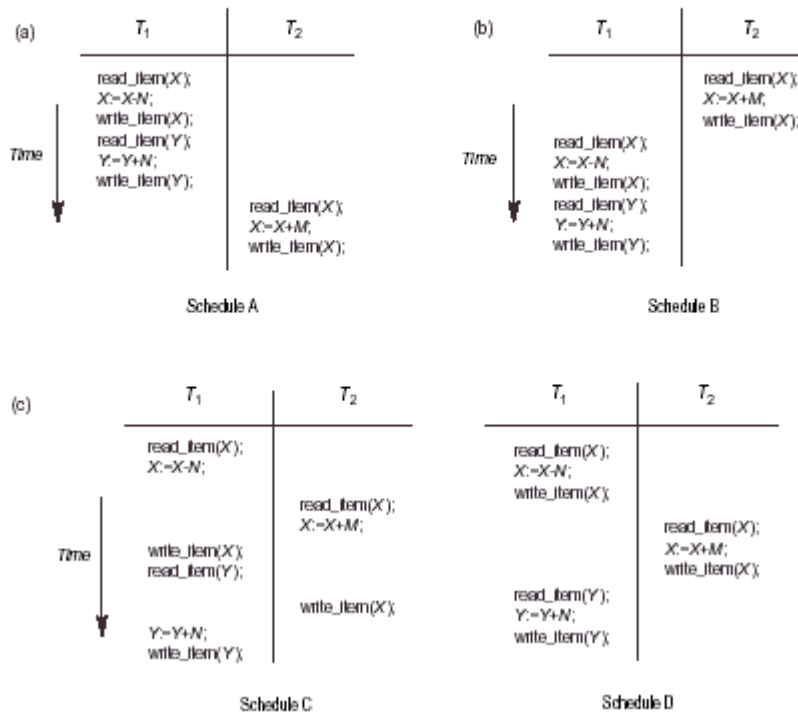 (a)
T1 T2
read_item(X);
X:=X-N;
write_item(X);
read_item(Y);
Y:=Y+N;
write_item(Y);
Time
read_item(X);
X:=X+M;
write_item(X);
Schedule A
(b)
T1 T2
read_item(X);
X:=X+M;
write_item(X);
Time
read_item(X);
X:=X-N;
write_item(X);
read_item(Y);
Y:=Y+N;
write_item(Y);
Schedule B
(c)
T1 T2
read_item(X);
X:=X-N;
read_item(X);
X:=X+M;
Time
write_item(X);
read_item(Y);
write_item(X);
Y:=Y+N;
write_item(Y);
Schedule C
T1 T2
read_item(X);
X:=X-N;
write_item(X);
read_item(X);
X:=X+M;
write_item(X);
read_item(Y);
Y:=Y+N;
write_item(Y);
Schedule D